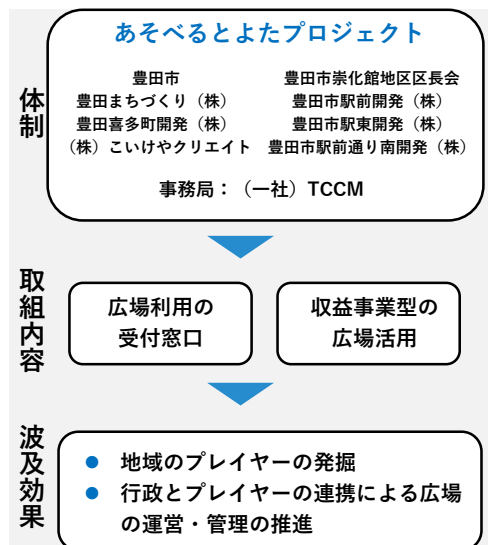 体制
あそべるとよたプロジェクト
豊田市 豊田市崇化館地区区長会
豊田まちづくり（株） 豊田市駅前開発（株）
豊田喜多町開発（株） 豊田市駅東開発（株）
（株）こいけやクリエイト 豊田市駅前通り南開発（株）
事務局：（一社）TCCM
取組内容
広場利用の
受付窓口
収益事業型の
広場活用
波及効果
● 地域のプレイヤーの発掘
● 行政とプレイヤーの連携による広場
の運営・管理の推進